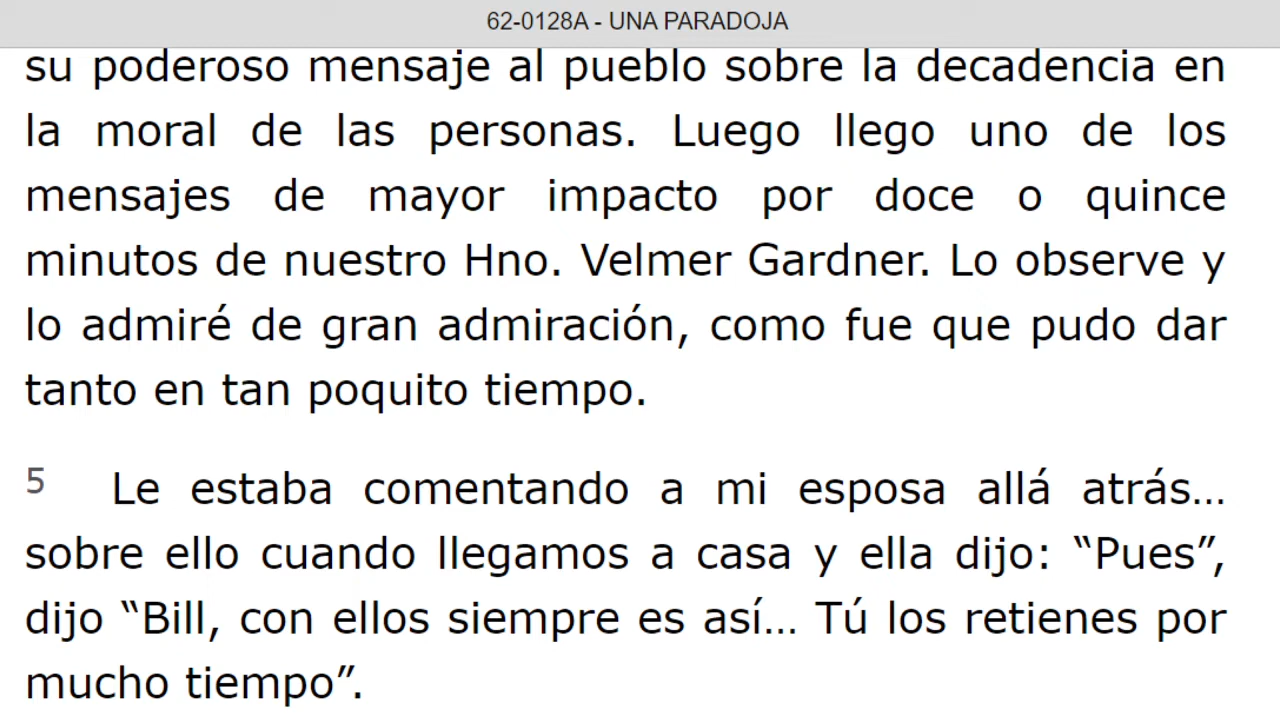 62-0128A - UNA PARADOJA
su poderoso mensaje al pueblo sobre la decadencia en
la moral de las personas. Luego llego uno de los
mensajes de mayor impacto por doce o quince
minutos de nuestro Hno. Velmer Gardner. Lo observe y
lo admiré de gran admiración, como fue que pudo dar
tanto en tan poquito tiempo.
5 Le estaba comentando a mi esposa allá atrás…
sobre ello cuando llegamos a casa y ella dijo: “Pues”,
dijo “Bill, con ellos siempre es así… Tú los retienes por
mucho tiempo”.